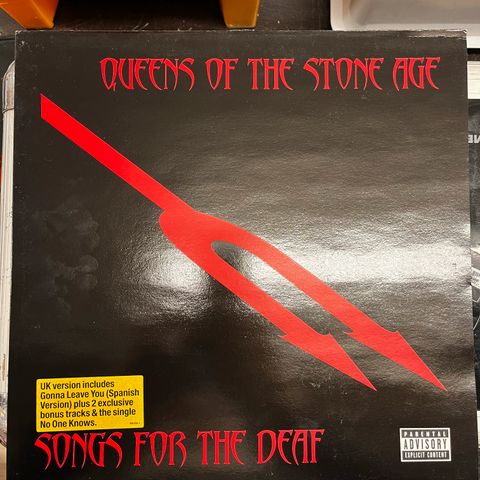 QUEENS OF THE STONE AGE
UK version includes
Gonna Leave You (Spanish
Version) plus 2 exclusive
bonus tracks & the single
No One Knows.
SONGS FOR THE DEAF
PARENTAL
ADVISORY
EXPLICIT CONTENT